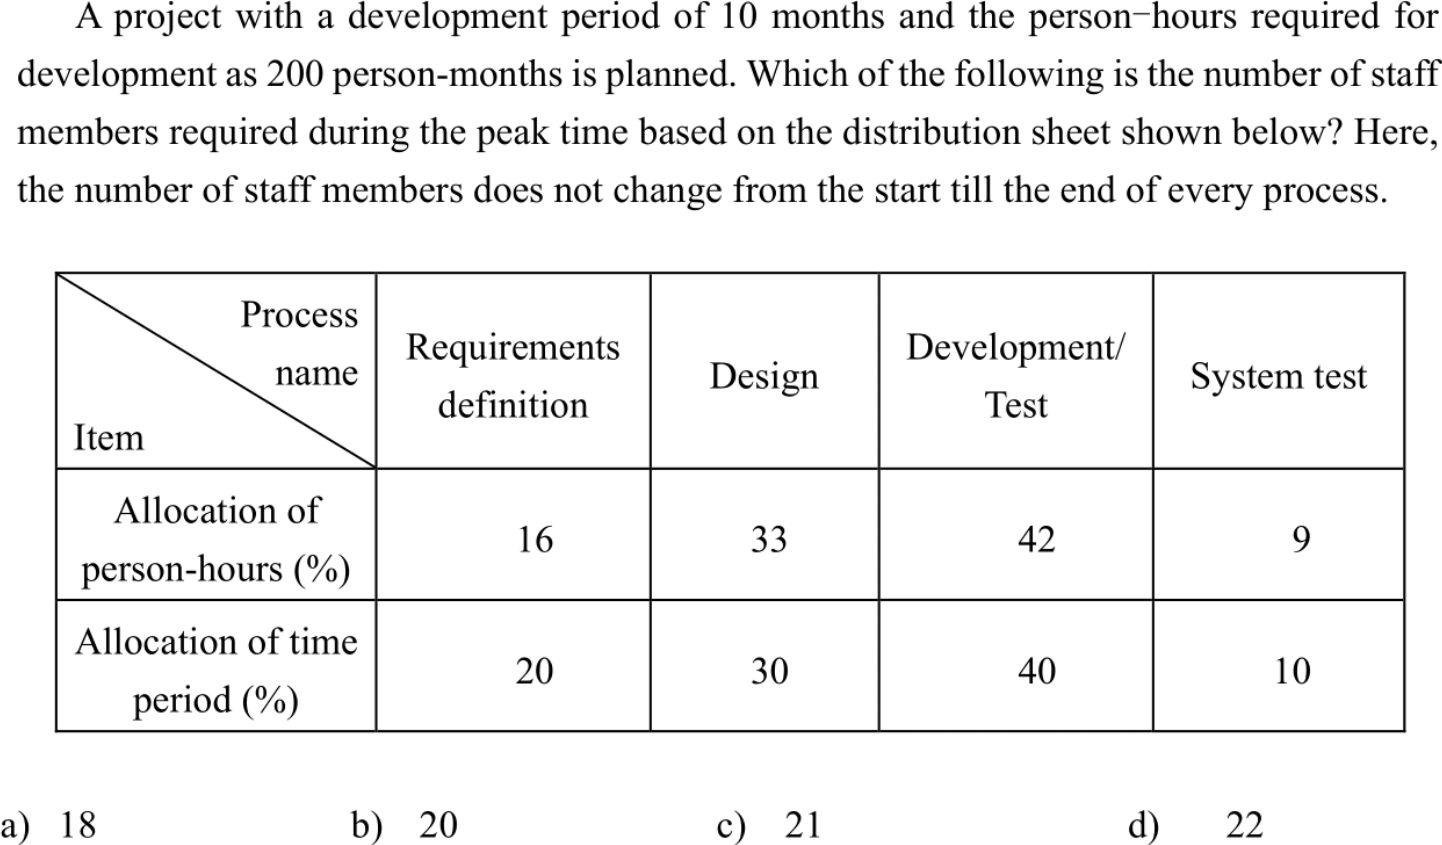 A project with a development period of 10 months and the person−hours required for
development as 200 person-months is planned. Which of the following is the number of staff
members required during the peak time based on the distribution sheet shown below? Here,
the number of staff members does not change from the start till the end of every process.
Process
name
Item
Requirements
definition
Design
Development/
Test
System test
Allocation of
person-hours (%)
16
33
42
9
Allocation of time
period (%)
20
30
40
10
a) 18 b) 20 c) 21 d) 22